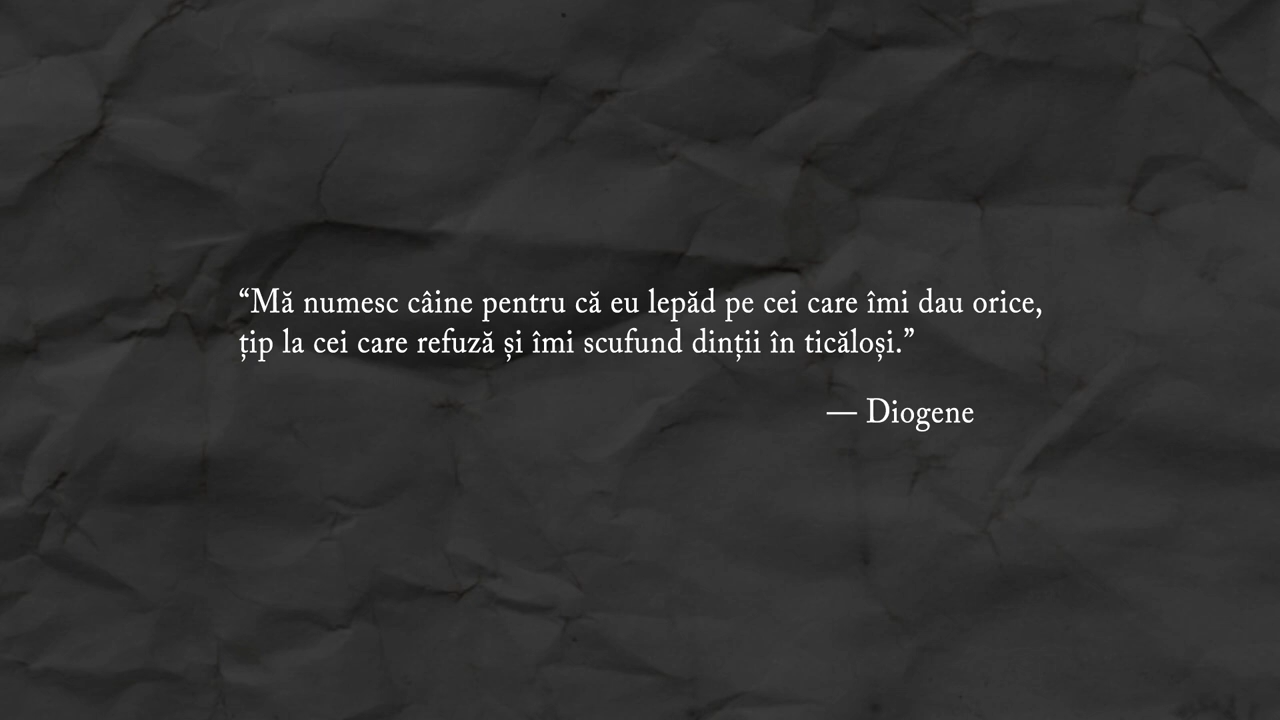 “Mă numesc câine pentru că eu lepăd pe cei care îmi dau orice,
țip la cei care refuză și îmi scufund dinții în ticăloși.”
— Diogene